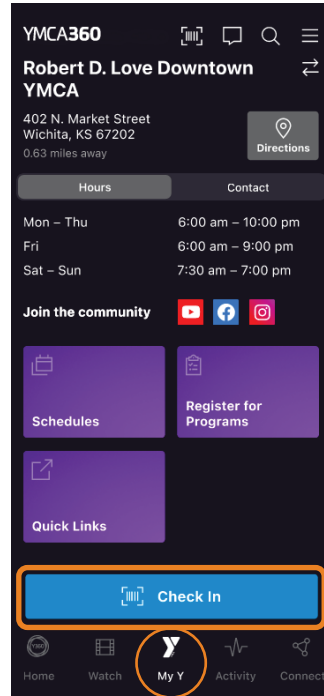 YMCA360
Robert D. Love Downtown
YMCA
402 N. Market Street
Wichita, KS 67202
0.63 miles away
Directions
Hours
Contact
Mon – Thu 6:00 am – 10:00 pm
Fri 6:00 am – 9:00 pm
Sat – Sun 7:30 am – 7:00 pm
Join the community
Schedules
Register for
Programs
Quick Links
Check In
Home Watch My Y Activity Connect